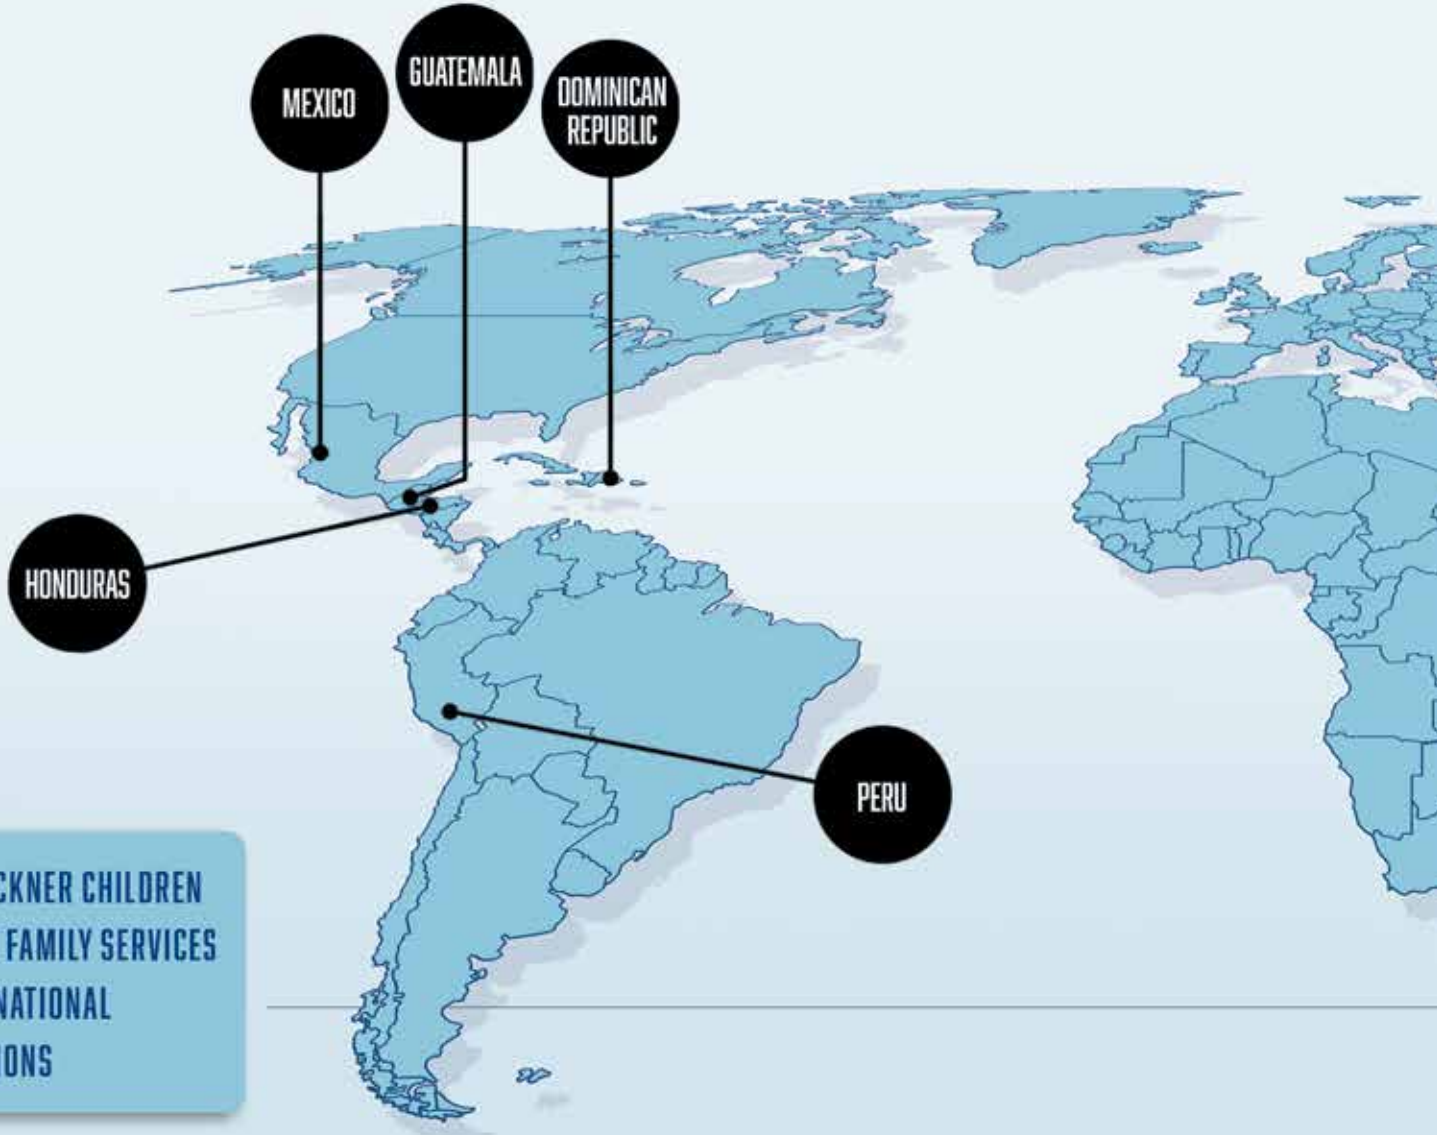 MEXICO
GUATEMALA
DOMINICAN
REPUBLIC
HONDURAS
PERU
CKNER CHILDREN
FAMILY SERVICES
NATIONAL
IONS